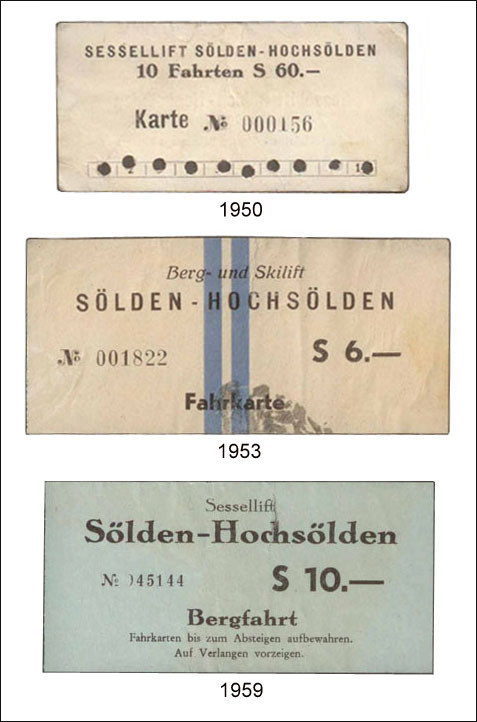 SESSELLIFT SÖLDEN-HOCHSÖLDEN
10 Fahrten S 60.—
Karte № 000156
1950
Berg- und Skilift
SÖLDEN - HOCHSÖLDEN
№ 001822 S 6.—
Fahrkarte
1953
Sessellift
Sölden-Hochsölden
№ 045144 S 10.—
Bergfahrt
Fahrkarten bis zum Absteigen aufbewahren.
Auf Verlangen vorzeigen.
1959